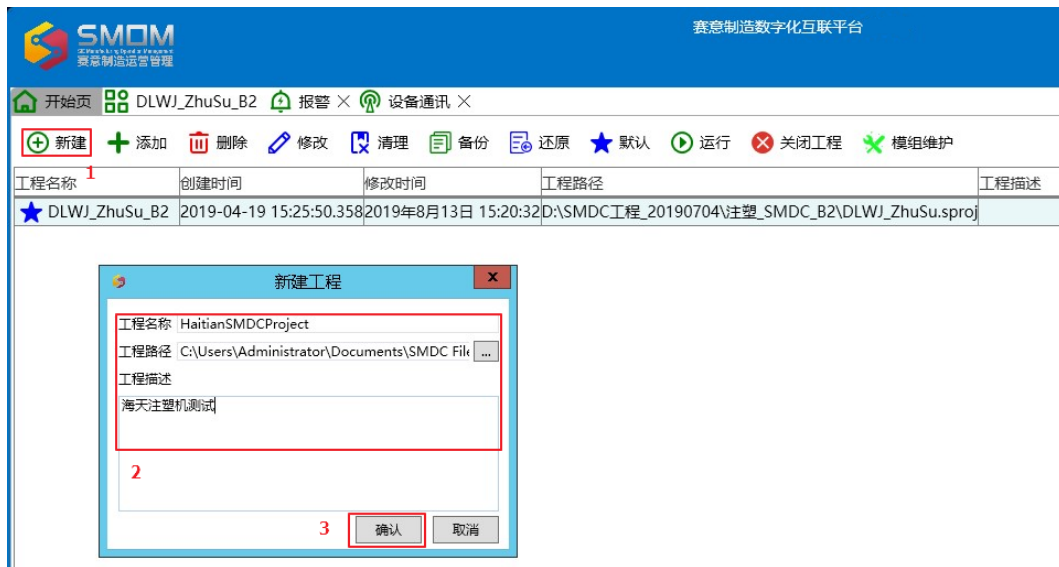 赛意制造数字化互联平台
SMOM
赛意制造运营管理
开始页 DLWJ_ZhuSu_B2 报警 设备通讯
新建 添加 删除 修改 清理 备份 还原 默认 运行 关闭工程 模组维护
1
工程名称 创建时间 修改时间 工程路径 工程描述
DLWJ_ZhuSu_B2 2019-04-19 15:25:50.358 2019年8月13日 15:20:32 D:\SMDC工程_20190704\注塑_SMDC_B2\DLWJ_ZhuSu.sproj
新建工程 x
工程名称 HaitianSMDCProject
工程路径 C:\Users\Administrator\Documents\SMDC File ...
工程描述
海天注塑机测试
2
3 确认 取消